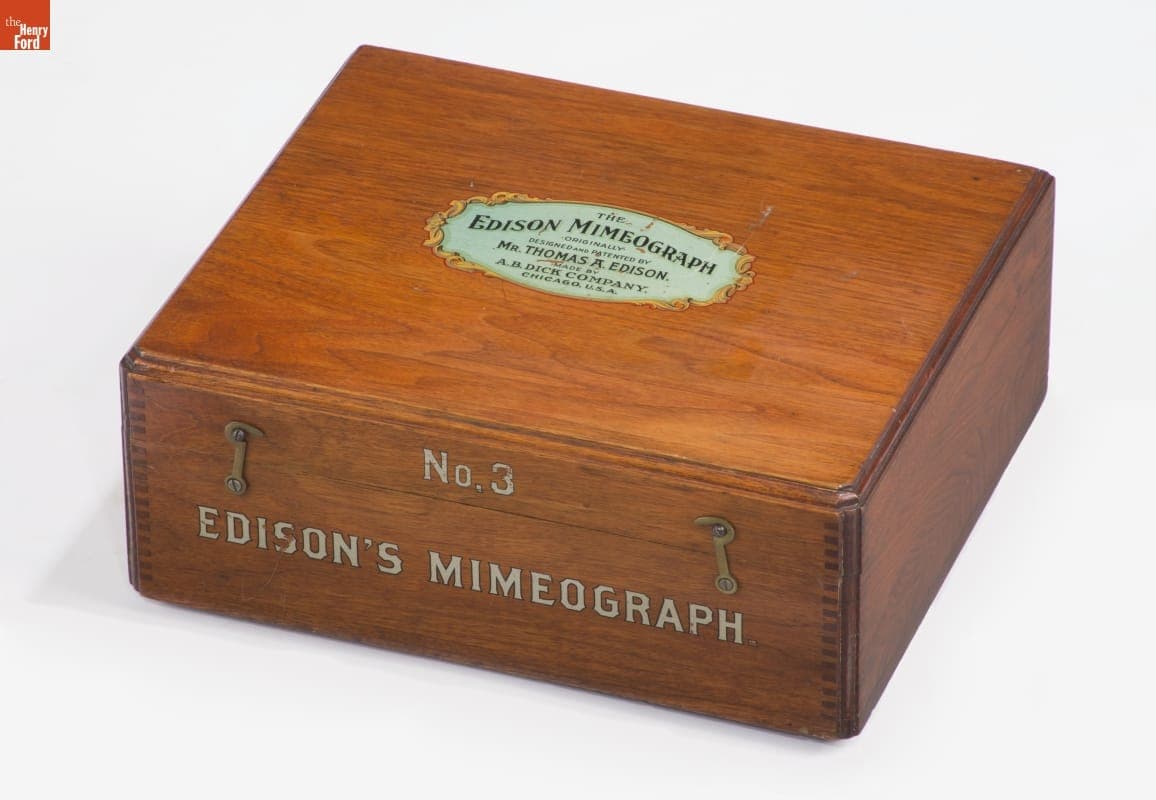 the
Henry
Ford
THE
EDISON MIMEOGRAPH
ORIGINALLY
DESIGNED AND PATENTED BY
MR. THOMAS A. EDISON.
MADE BY
A.B. DICK COMPANY.
CHICAGO, U.S.A.
No. 3
EDISON'S MIMEOGRAPH.